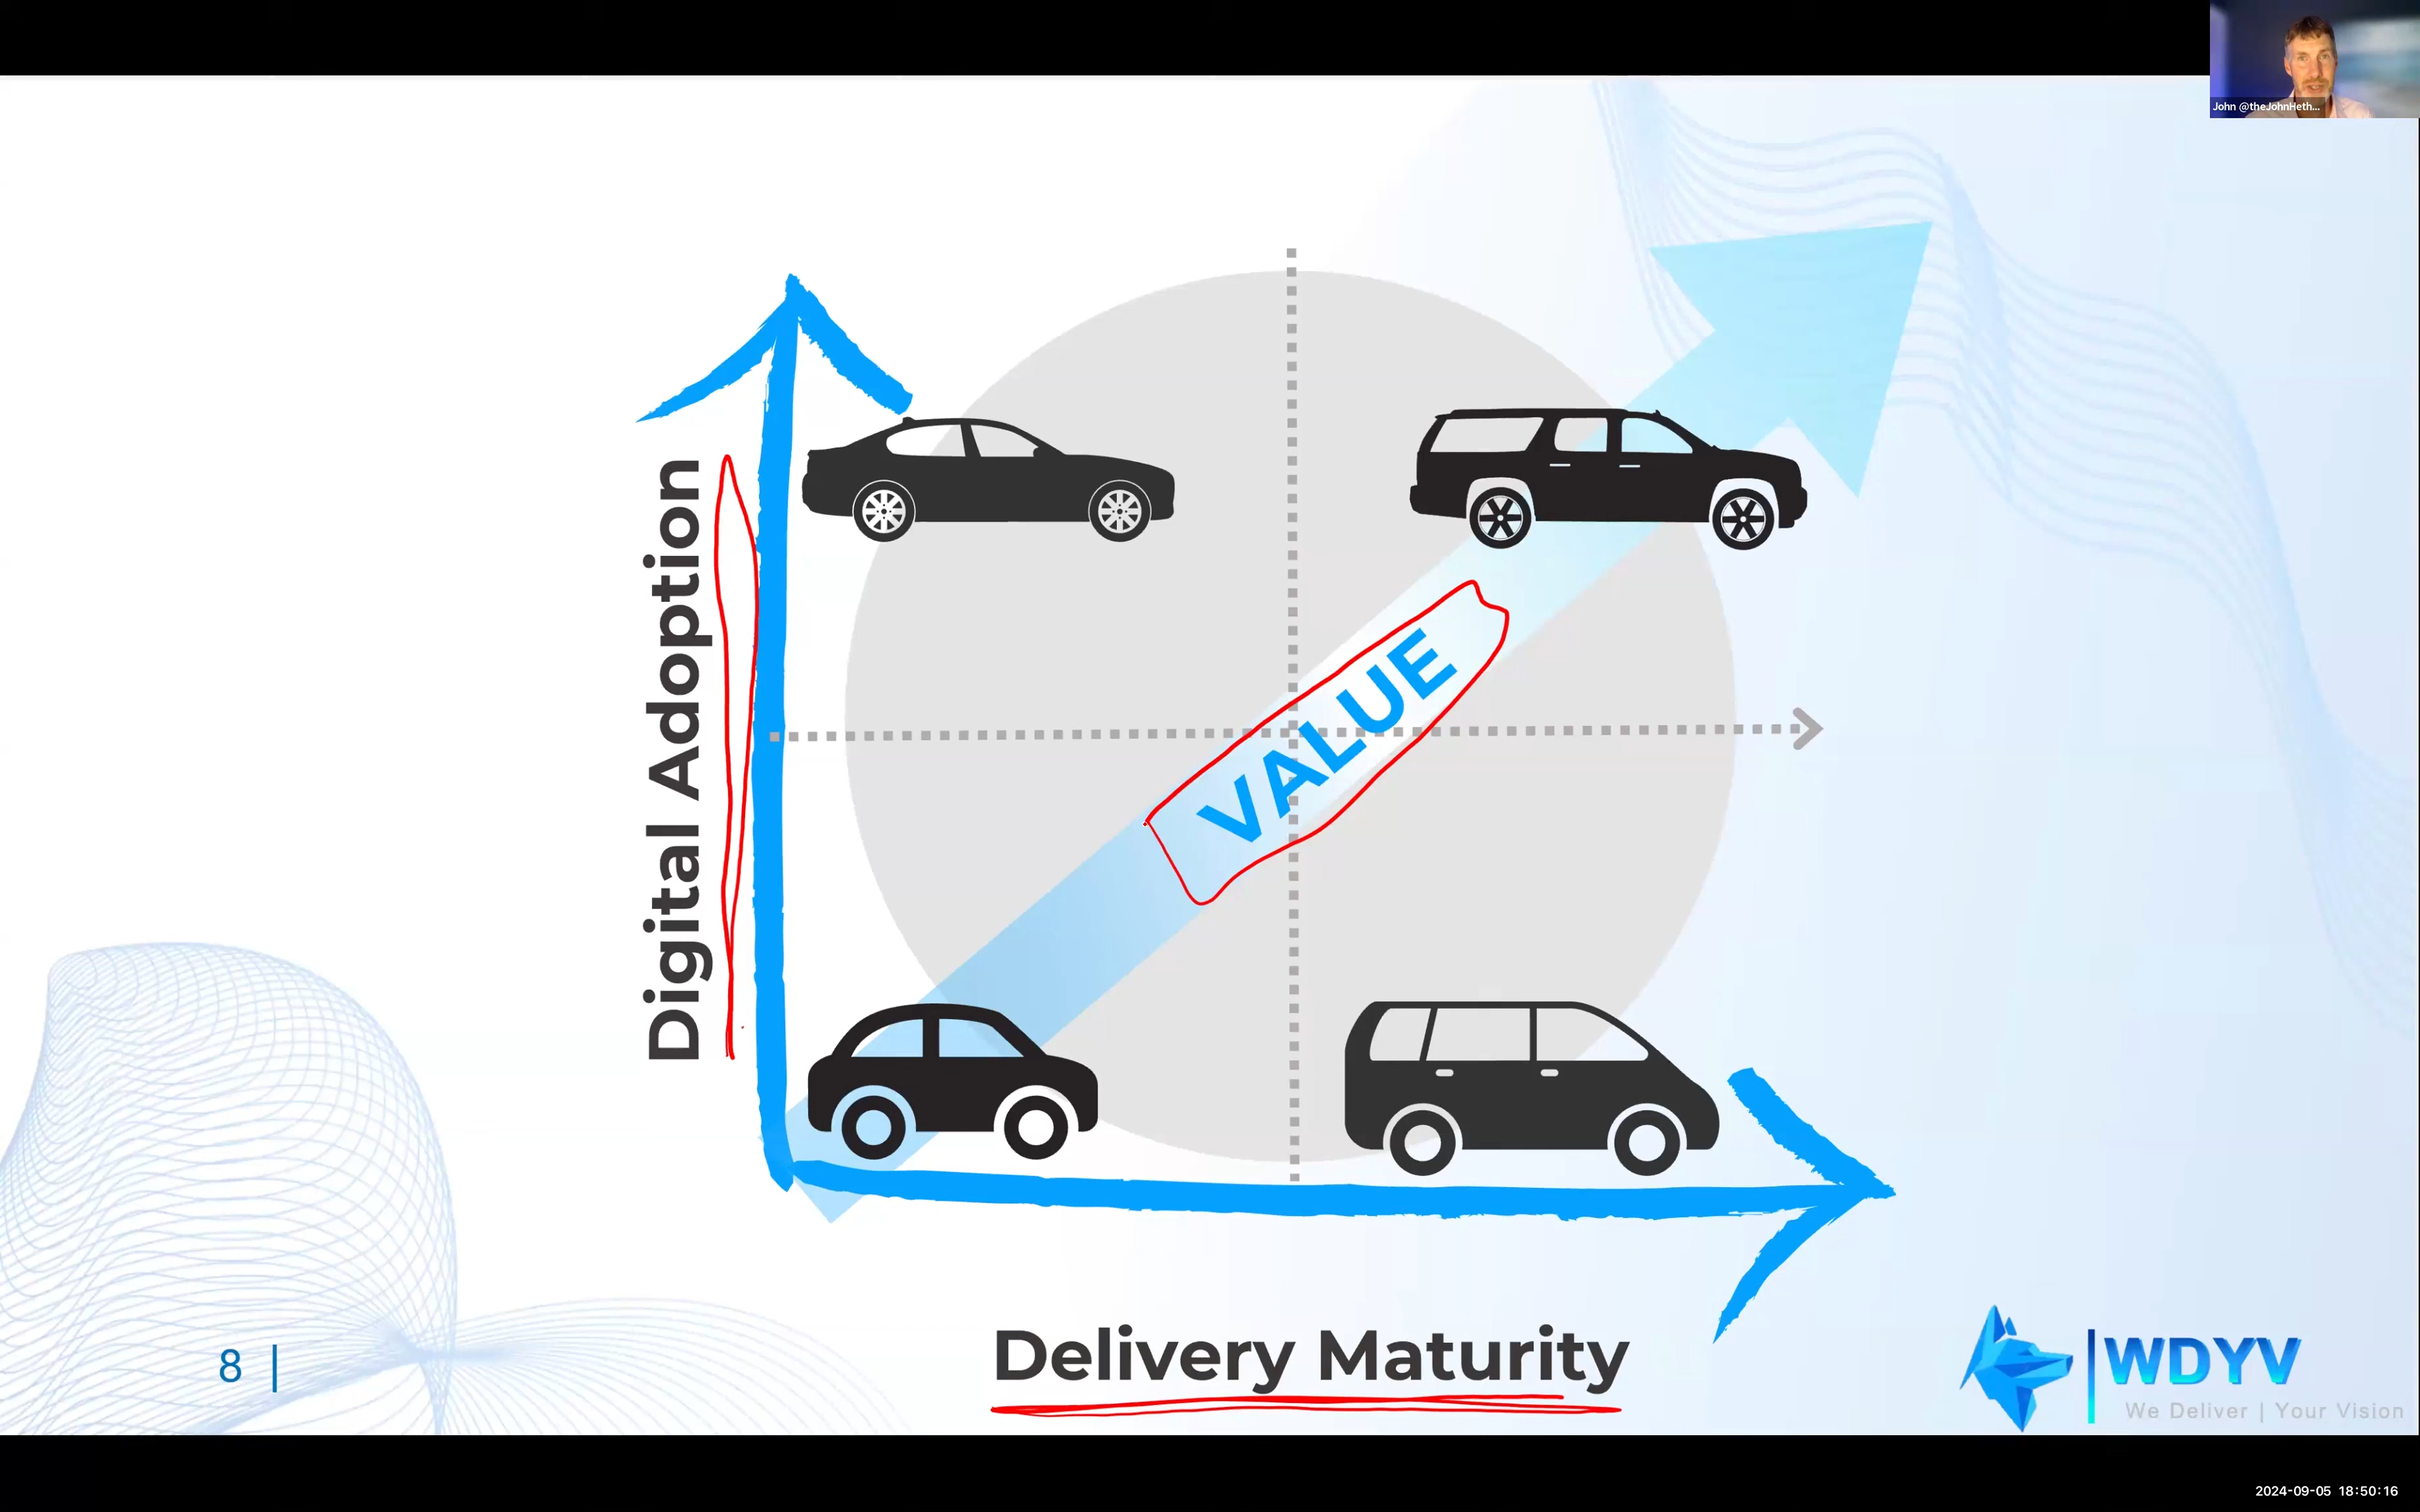 John @theJohnHeth...
Digital Adoption
VALUE
Delivery Maturity
8 |
WDYV
We Deliver | Your Vision
2024-09-05 18:50:16